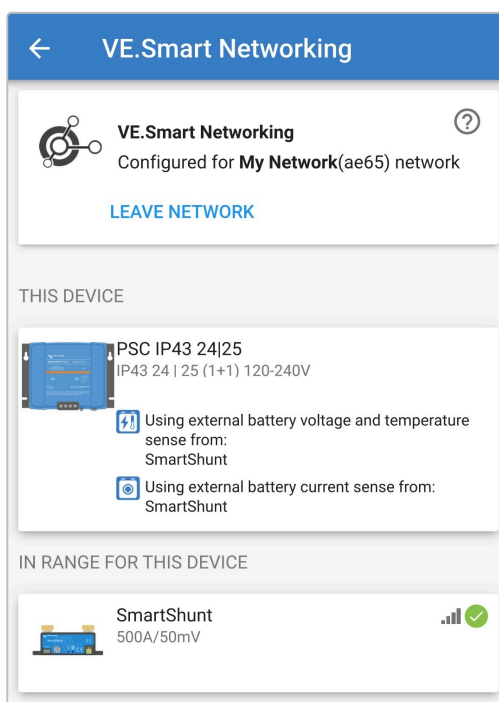 VE.Smart Networking
VE.Smart Networking
Configured for My Network(ae65) network
LEAVE NETWORK
THIS DEVICE
PSC IP43 24|25
IP43 24 | 25 (1+1) 120-240V
Using external battery voltage and temperature
sense from:
SmartShunt
Using external battery current sense from:
SmartShunt
IN RANGE FOR THIS DEVICE
SmartShunt
500A/50mV